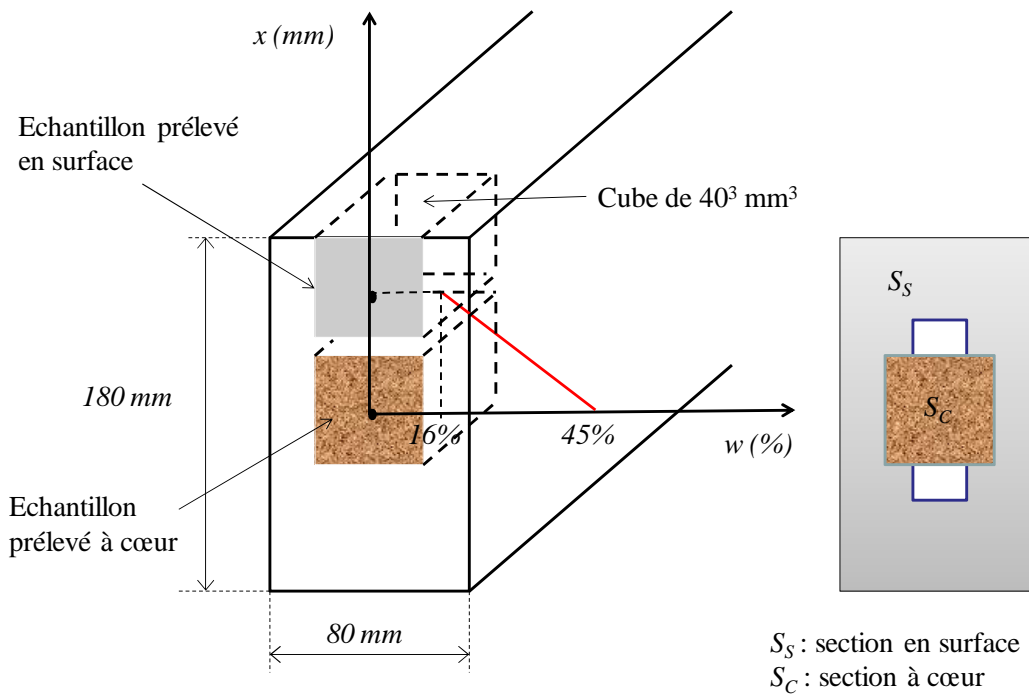 x (mm)
Echantillon prélevé
en surface
Cube de 40³ mm³
S_S
180 mm
S_C
16%
45%
w (%)
Echantillon
prélevé à cœur
80 mm
S_S : section en surface
S_C : section à cœur